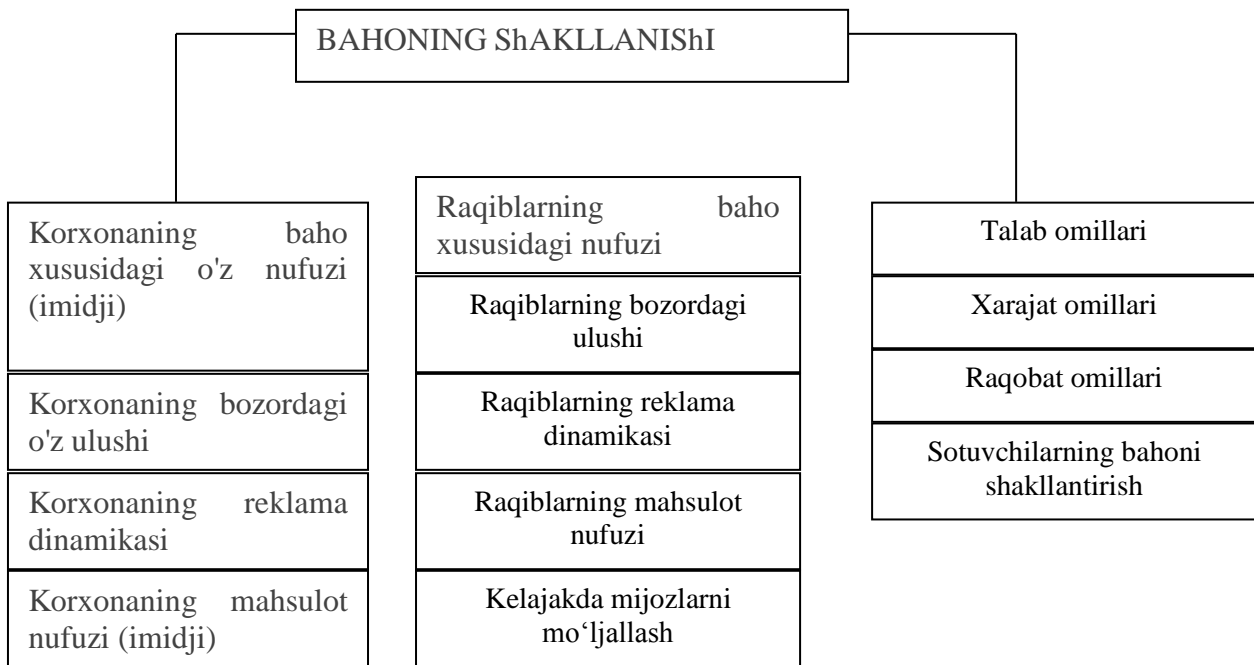 BAHONING ShAKLLANIShI
Korxonaning baho
xususidagi o'z nufuzi
(imidji)
Korxonaning bozordagi
o'z ulushi
Korxonaning reklama
dinamikasi
Korxonaning mahsulot
nufuzi (imidji)
Raqiblarning baho
xususidagi nufuzi
Raqiblarning bozordagi
ulushi
Raqiblarning reklama
dinamikasi
Raqiblarning mahsulot
nufuzi
Kelajakda mijozlarni
mo‘ljallash
Talab omillari
Xarajat omillari
Raqobat omillari
Sotuvchilarning bahoni
shakllantirish